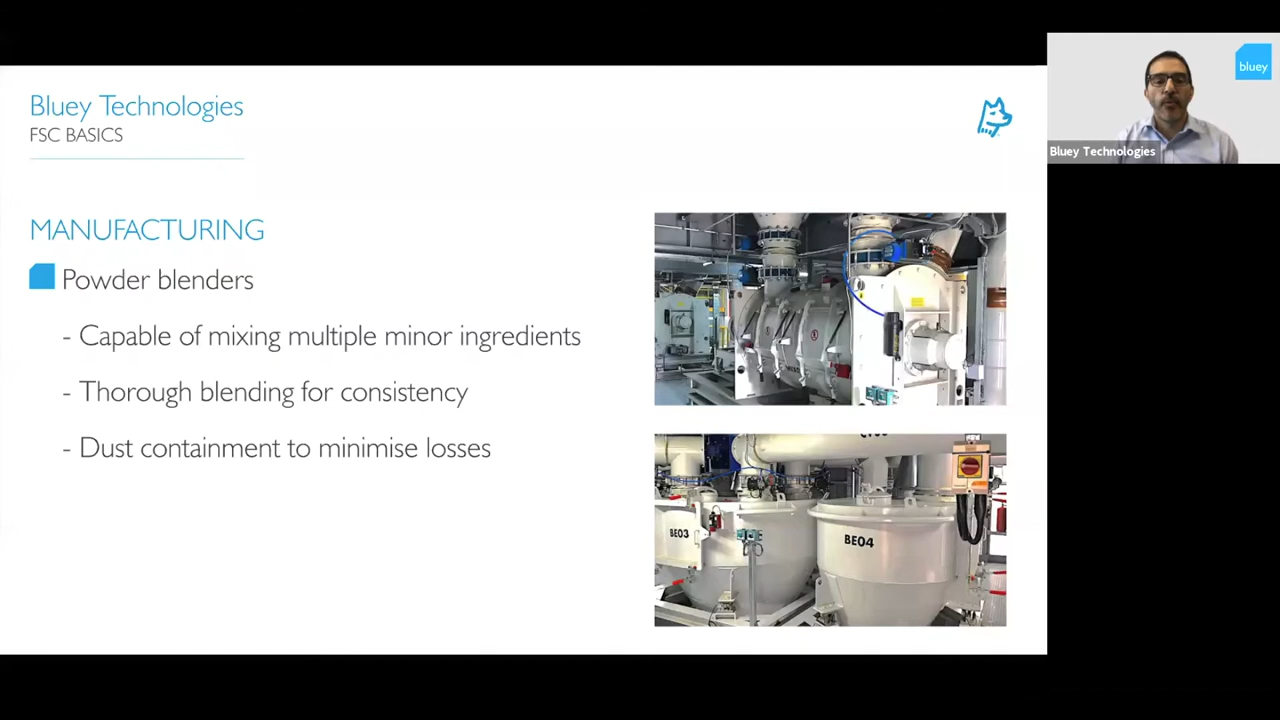 Bluey Technologies
FSC BASICS
MANUFACTURING
Powder blenders
- Capable of mixing multiple minor ingredients
- Thorough blending for consistency
- Dust containment to minimise losses
BE03
BE04
bluey
Bluey Technologies